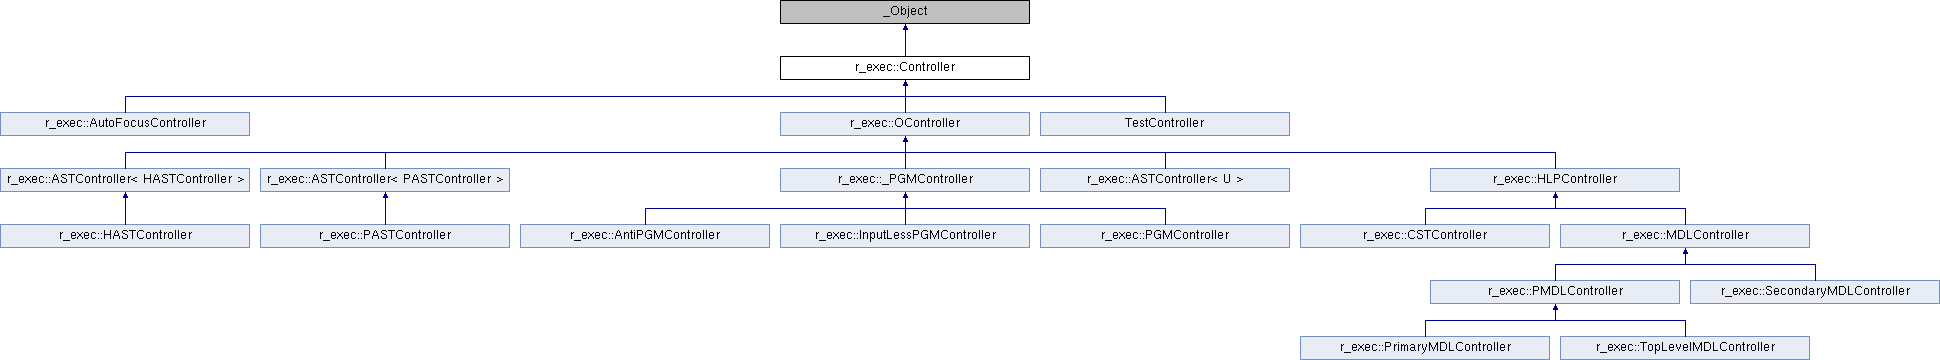 _Object
r_exec::Controller
r_exec::AutoFocusController
r_exec::OController
TestController
r_exec::ASTController< HASTController >
r_exec::ASTController< PASTController >
r_exec::_PGMController
r_exec::ASTController< U >
r_exec::HLPController
r_exec::HASTController
r_exec::PASTController
r_exec::AntiPGMController
r_exec::InputLessPGMController
r_exec::PGMController
r_exec::CSTController
r_exec::MDLController
r_exec::PMDLController
r_exec::SecondaryMDLController
r_exec::PrimaryMDLController
r_exec::TopLevelMDLController